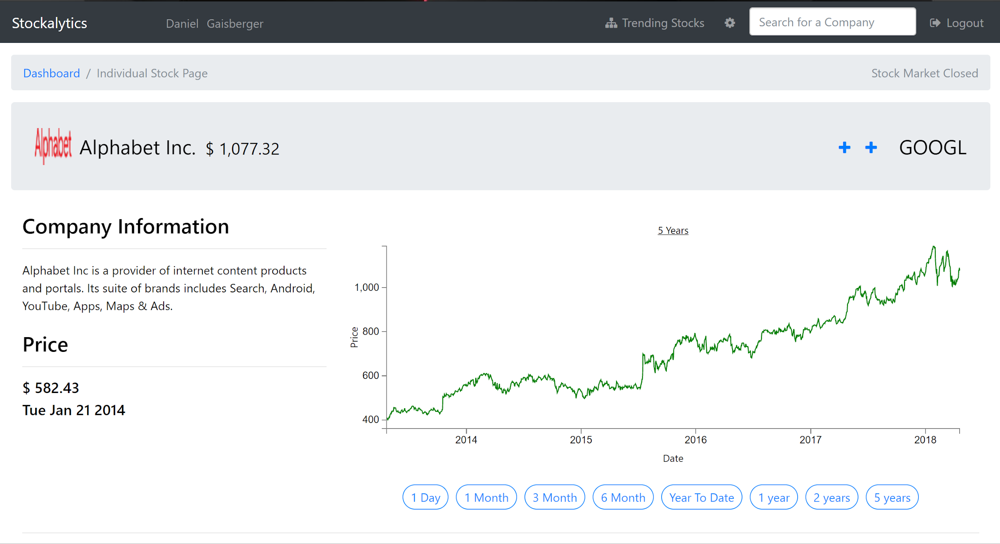 Stockalytics Daniel Gaisberger Trending Stocks Search for a Company Logout
Dashboard / Individual Stock Page Stock Market Closed
Alphabet Alphabet Inc. $ 1,077.32 GOOGL
Company Information
Alphabet Inc is a provider of internet content products
and portals. Its suite of brands includes Search, Android,
YouTube, Apps, Maps & Ads.
Price
$ 582.43
Tue Jan 21 2014
5 Years
1,000
800
600
400
Price
2014 2015 2016 2017 2018
Date
1 Day 1 Month 3 Month 6 Month Year To Date 1 year 2 years 5 years